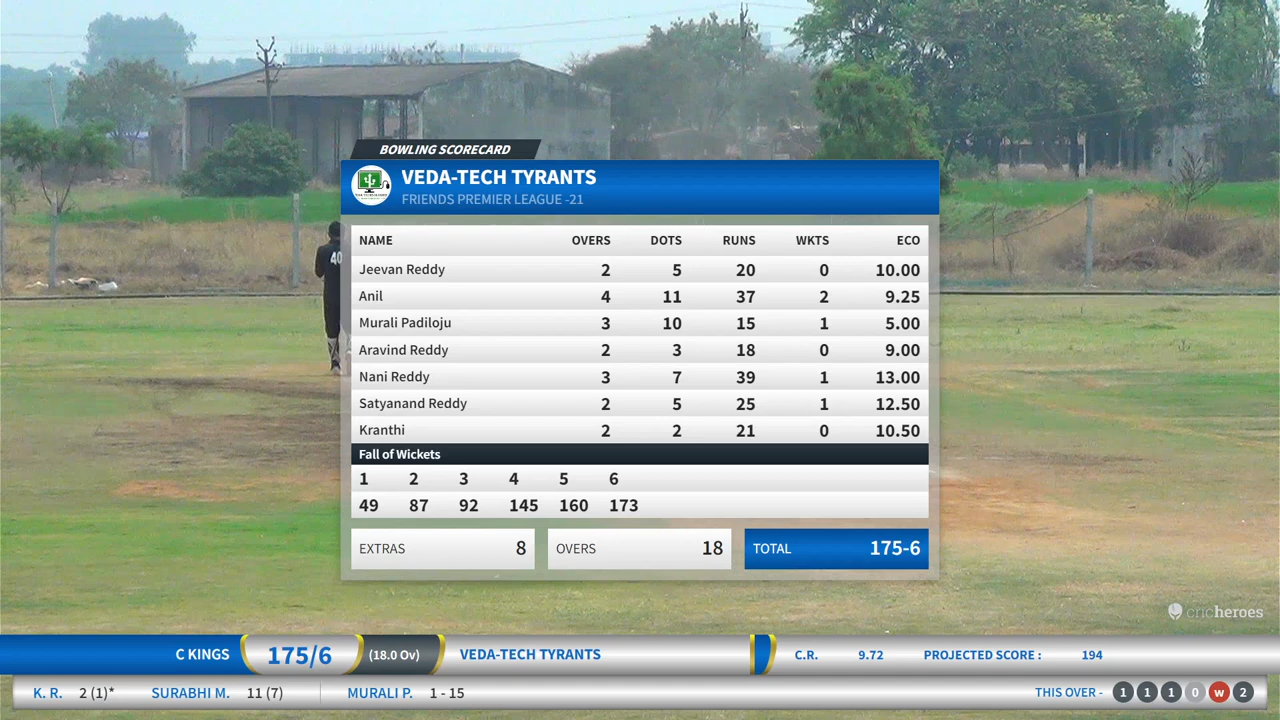 BOWLING SCORECARD
VEDA-TECH TYRANTS
FRIENDS PREMIER LEAGUE -21
NAME OVERS DOTS RUNS WKTS ECO
Jeevan Reddy 2 5 20 0 10.00
Anil 4 11 37 2 9.25
Murali Padiloju 3 10 15 1 5.00
Aravind Reddy 2 3 18 0 9.00
Nani Reddy 3 7 39 1 13.00
Satyanand Reddy 2 5 25 1 12.50
Kranthi 2 2 21 0 10.50
Fall of Wickets
1 2 3 4 5 6
49 87 92 145 160 173
EXTRAS 8 OVERS 18 TOTAL 175-6
40
cricheroes
C KINGS 175/6 (18.0 Ov) VEDA-TECH TYRANTS C.R. 9.72 PROJECTED SCORE : 194
K. R. 2 (1)* SURABHI M. 11 (7) MURALI P. 1 - 15 THIS OVER - 1 1 1 0 W 2